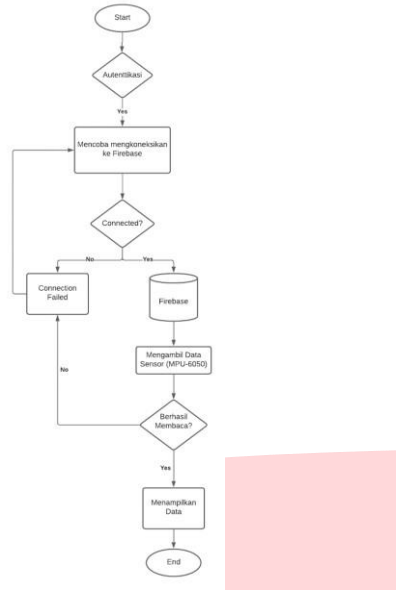 Start
Autentikasi
Yes
Mencoba mengkoneksikan
ke Firebase
Connected?
No
Yes
Connection
Failed
Firebase
Mengambil Data
Sensor (MPU-6050)
No
Berhasil
Membaca?
Yes
Menampilkan
Data
End